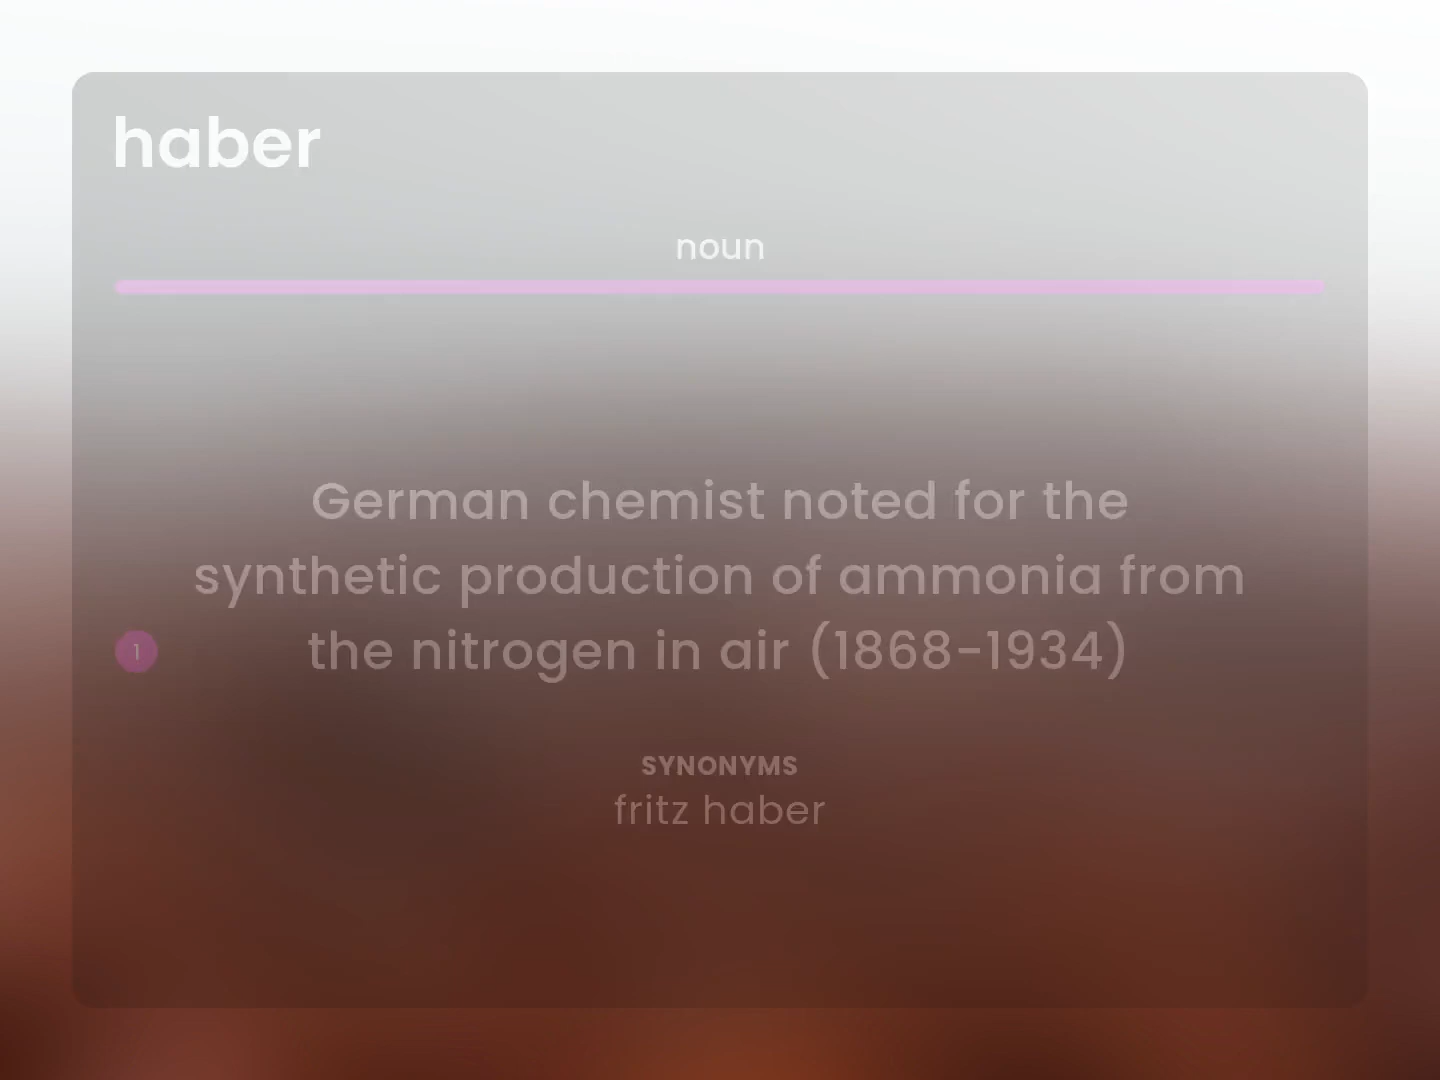 haber
noun
German chemist noted for the
synthetic production of ammonia from
1 the nitrogen in air (1868-1934)
SYNONYMS
fritz haber